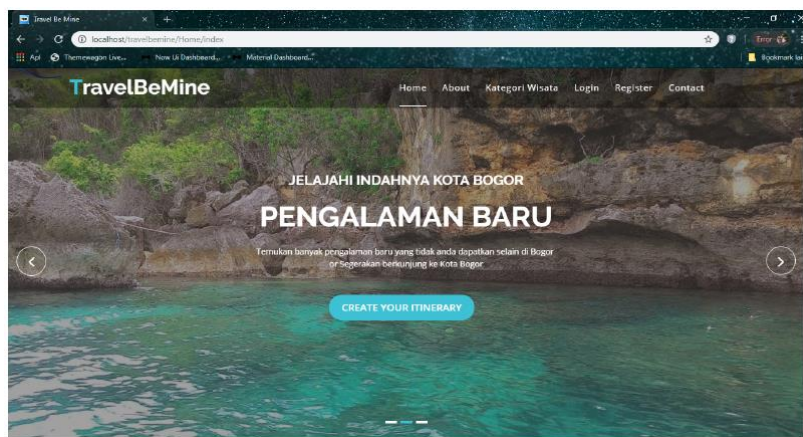 Travel Be Mine
localhost/travelbemine/Home/index
Error
Apl
Themewagon Live...
Now Ui Dashboard...
Material Dashboard...
TravelBeMine
Home About Kategori Wisata Login Register Contact
JELAJAHI INDAHNYA KOTA BOGOR
PENGALAMAN BARU
Temukan banyak pengalaman baru yang tidak anda dapatkan selain di Bogor
or Segerakan berkunjung ke Kota Bogor
CREATE YOUR ITINERARY